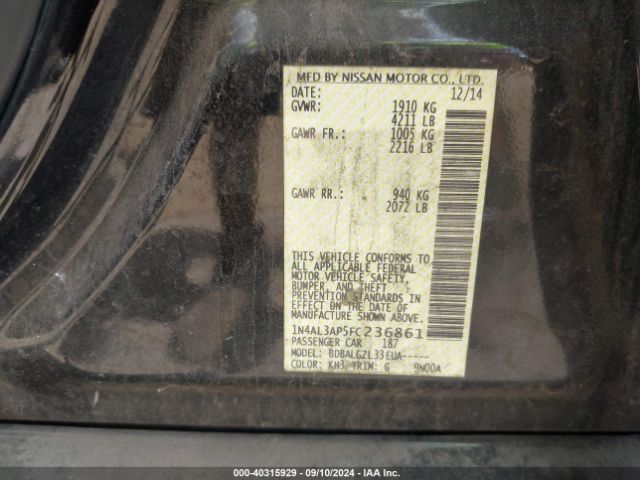 MFD BY NISSAN MOTOR CO., LTD.
DATE: 12/14
GVWR: 1910 KG
4211 LB
GAWR FR.: 1005 KG
2216 LB
GAWR RR.: 940 KG
2072 LB
THIS VEHICLE CONFORMS TO
ALL APPLICABLE FEDERAL
MOTOR VEHICLE SAFETY,
BUMPER, AND THEFT
PREVENTION STANDARDS IN
EFFECT ON THE DATE OF
MANUFACTURE SHOWN ABOVE.
1N4AL3AP5FC236861
PASSENGER CAR 187
MODEL: BDBALGZL33EUA-----
COLOR: KH3 TRIM: G 9N00A
000-40315929 - 09/10/2024 - IAA Inc.